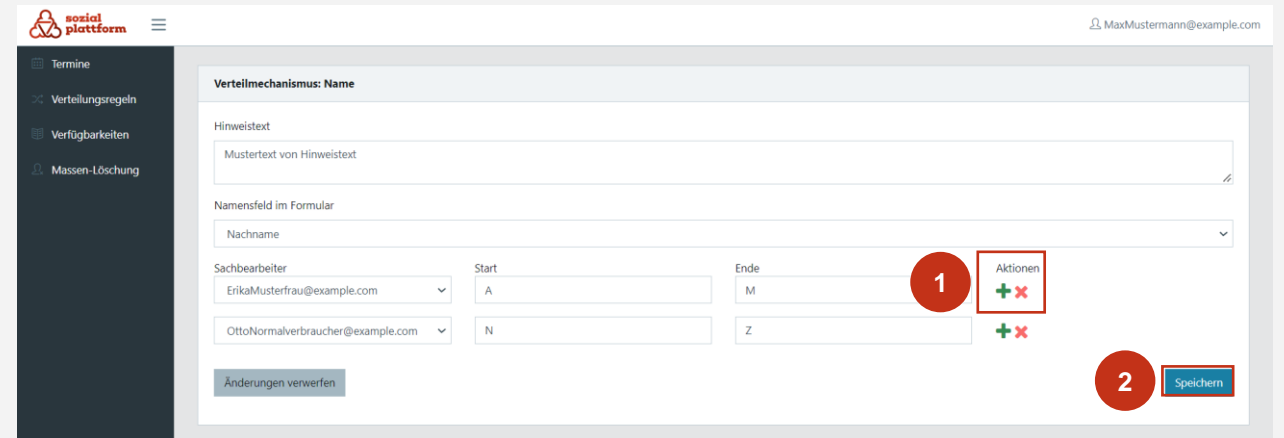 sozial
plattform
MaxMustermann@example.com
Termine
Verteilungsregeln
Verfügbarkeiten
Massen-Löschung
Verteilmechanismus: Name
Hinweistext
Mustertext von Hinweistext
Namensfeld im Formular
Nachname
Sachbearbeiter Start Ende Aktionen
ErikaMusterfrau@example.com A M 1
OttoNormalverbraucher@example.com N Z
Änderungen verwerfen 2 Speichern